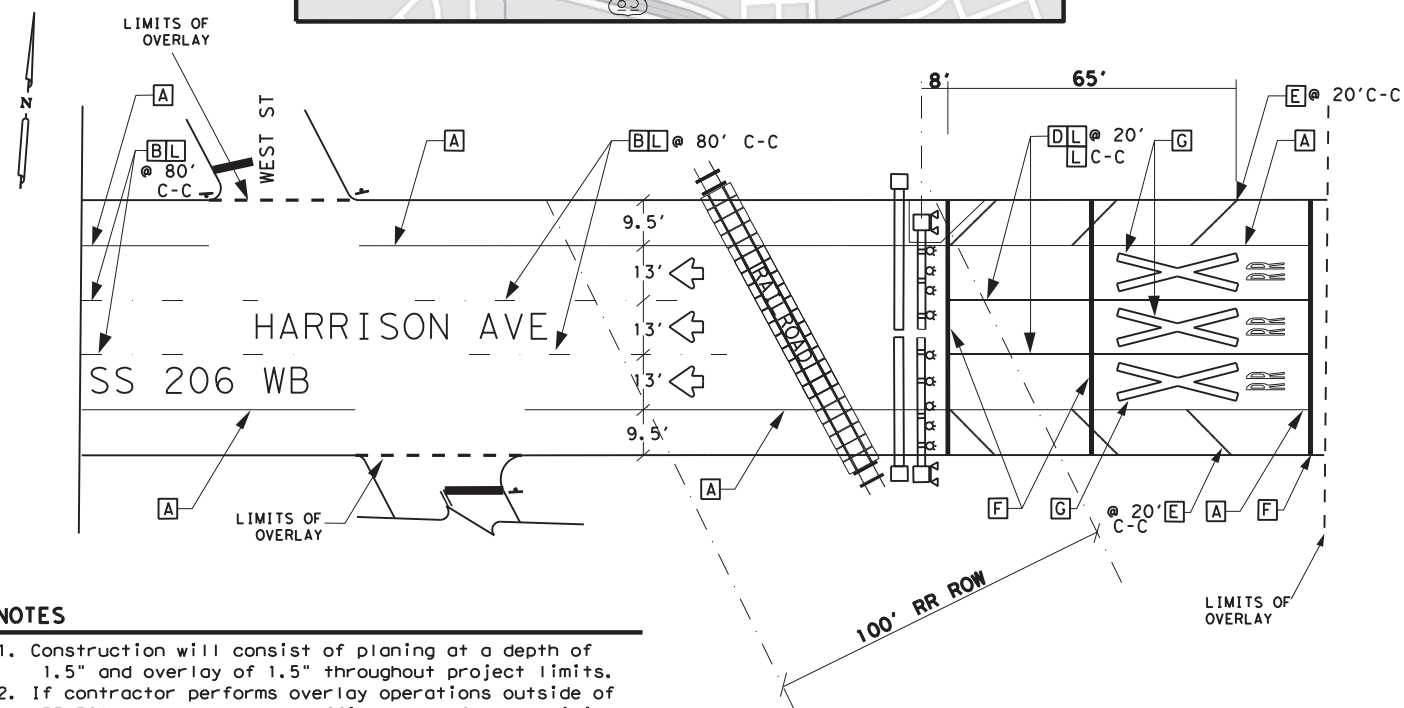 LIMITS OF
OVERLAY
N
A
B L
@ 80'
C-C
WEST ST
A
B L @ 80' C-C
8'
65'
D L @ 20'
L C-C
G
E @ 20'C-C
A
9.5'
13'
13'
13'
9.5'
HARRISON AVE
SS 206 WB
RAILROAD
RR
RR
RR
A
LIMITS OF
OVERLAY
A
F
G
@ 20' E
C-C
A
F
100' RR ROW
LIMITS OF
OVERLAY
NOTES
1. Construction will consist of planing at a depth of
1.5" and overlay of 1.5" throughout project limits.
2. If contractor performs overlay operations outside of